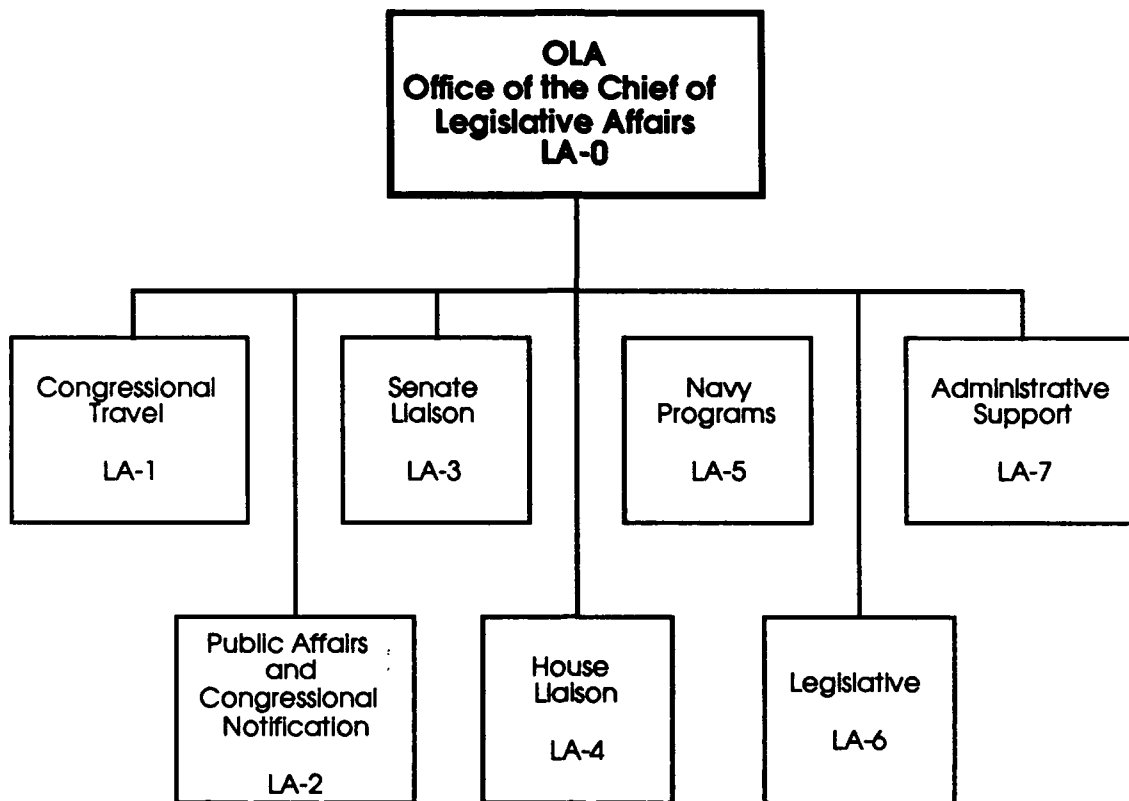 OLA
Office of the Chief of
Legislative Affairs
LA-0
Congressional
Travel
LA-1
Senate
Liaison
LA-3
Navy
Programs
LA-5
Administrative
Support
LA-7
Public Affairs
and
Congressional
Notification
LA-2
House
Liaison
LA-4
Legislative
LA-6